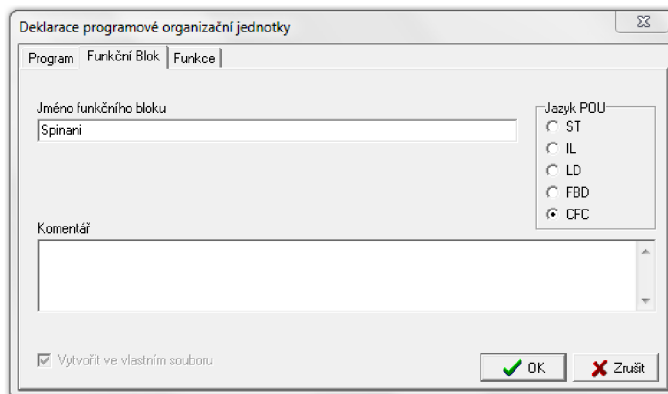 Deklarace programové organizační jednotky
Program Funkční Blok Funkce
Jméno funkčního bloku
Spinani
Jazyk POU
ST
IL
LD
FBD
CFC
Komentář
Vytvořit ve vlastním souboru
OK Zrušit